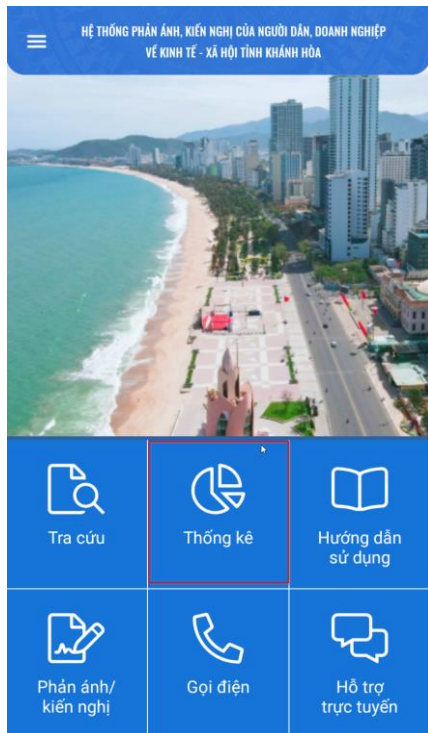 HỆ THỐNG PHẢN ÁNH, KIẾN NGHỊ CỦA NGƯỜI DÂN, DOANH NGHIỆP
VỀ KINH TẾ - XÃ HỘI TỈNH KHÁNH HÒA
Tra cứu
Thống kê
Hướng dẫn
sử dụng
Phản ánh/
kiến nghị
Gọi điện
Hỗ trợ
trực tuyến